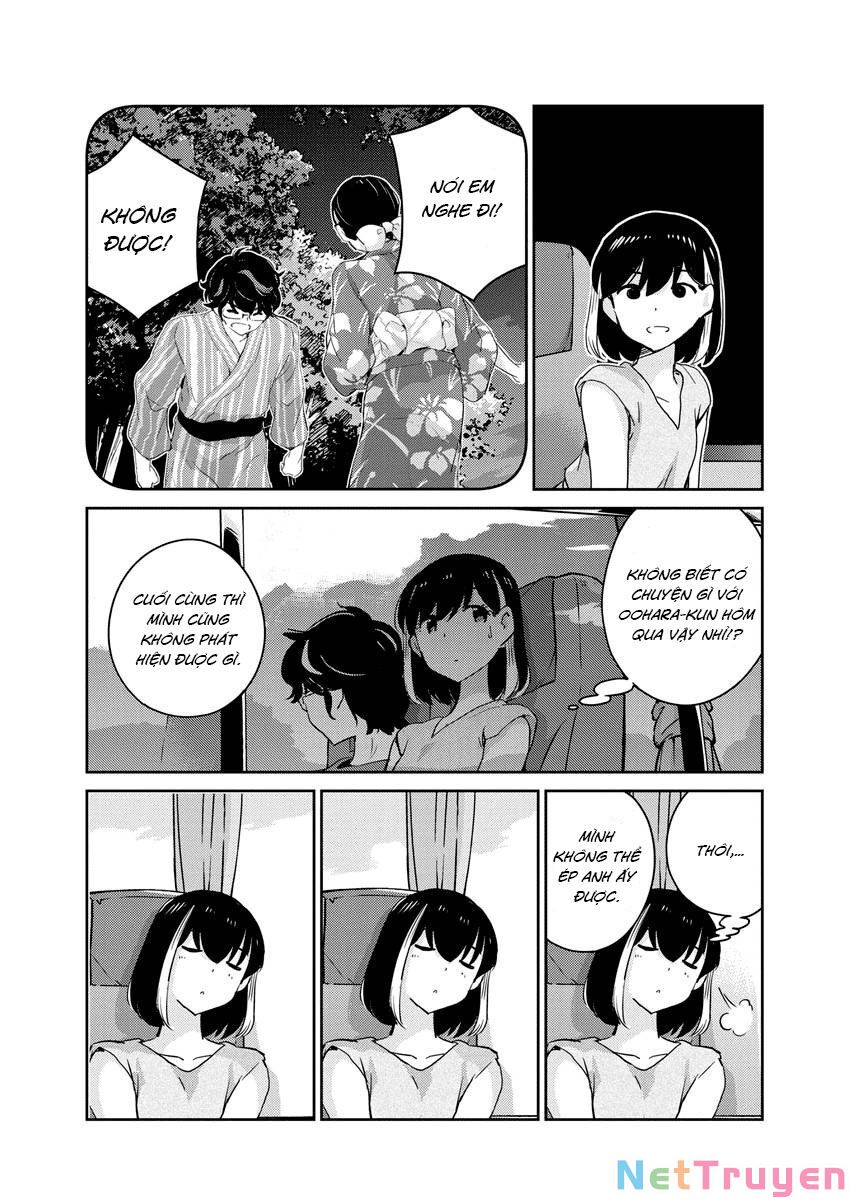 NÓI EM
NGHE ĐI!
KHÔNG
ĐƯỢC!
KHÔNG BIẾT CÓ
CHUYỆN GÌ VỚI
OOHARA-KUN HÔM
QUA VẬY NHỈ?
CUỐI CÙNG THÌ
MÌNH CŨNG
KHÔNG PHÁT
HIỆN ĐƯỢC GÌ.
THÔI,...
MÌNH
KHÔNG THỂ
ÉP ANH ẤY
ĐƯỢC.
NetTruyen